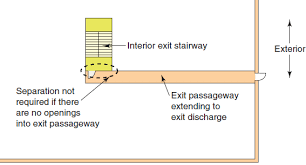 Interior exit stairway
Exterior
Separation not
required if there
are no openings
into exit passageway
Exit passageway
extending to
exit discharge